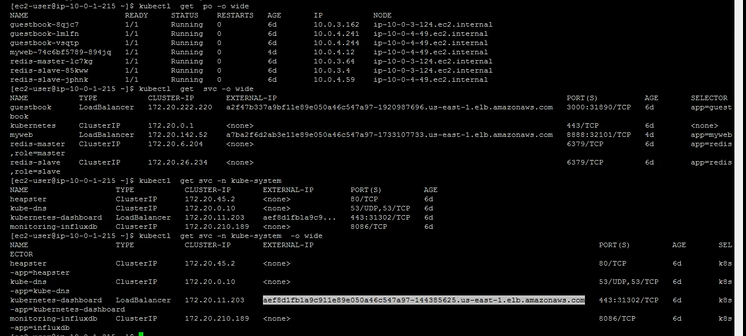 [ec2-user@ip-10-0-1-215 ~]$ kubectl get po -o wide
NAME READY STATUS RESTARTS AGE IP NODE
guestbook-8qjc7 1/1 Running 0 6d 10.0.3.162 ip-10-0-3-124.ec2.internal
guestbook-lmlfn 1/1 Running 0 6d 10.0.4.241 ip-10-0-4-49.ec2.internal
guestbook-vsqtp 1/1 Running 0 6d 10.0.4.244 ip-10-0-4-49.ec2.internal
myweb-74c6bf5789-894jq 1/1 Running 0 4d 10.0.4.12 ip-10-0-4-49.ec2.internal
redis-master-lc7kg 1/1 Running 0 6d 10.0.3.64 ip-10-0-3-124.ec2.internal
redis-slave-85kww 1/1 Running 0 6d 10.0.3.4 ip-10-0-3-124.ec2.internal
redis-slave-jphnk 1/1 Running 0 6d 10.0.4.59 ip-10-0-4-49.ec2.internal
[ec2-user@ip-10-0-1-215 ~]$ kubectl get svc -o wide
NAME TYPE CLUSTER-IP EXTERNAL-IP PORT(S) AGE SELECTOR
guestbook LoadBalancer 172.20.222.220 a2f47b337a9bf11e89e050a46c547a97-1920987696.us-east-1.elb.amazonaws.com 3000:31890/TCP 6d app=guest
book
kubernetes ClusterIP 172.20.0.1 <none> 443/TCP 6d <none>
myweb LoadBalancer 172.20.142.52 a7ba2f6d2ab3e11e89e050a46c547a97-1733107733.us-east-1.elb.amazonaws.com 8888:32101/TCP 4d app=myweb
redis-master ClusterIP 172.20.6.204 <none> 6379/TCP 6d app=redis
,role=master
redis-slave ClusterIP 172.20.26.234 <none> 6379/TCP 6d app=redis
,role=slave
[ec2-user@ip-10-0-1-215 ~]$ kubectl get svc -n kube-system
NAME TYPE CLUSTER-IP EXTERNAL-IP PORT(S) AGE
heapster ClusterIP 172.20.45.2 <none> 80/TCP 6d
kube-dns ClusterIP 172.20.0.10 <none> 53/UDP,53/TCP 6d
kubernetes-dashboard LoadBalancer 172.20.11.203 aef8d1fb1a9c9... 443:31302/TCP 6d
monitoring-influxdb ClusterIP 172.20.210.189 <none> 8086/TCP 6d
[ec2-user@ip-10-0-1-215 ~]$ kubectl get svc -n kube-system -o wide
NAME TYPE CLUSTER-IP EXTERNAL-IP PORT(S) AGE SEL
ECTOR
heapster ClusterIP 172.20.45.2 <none> 80/TCP 6d k8s
-app=heapster
kube-dns ClusterIP 172.20.0.10 <none> 53/UDP,53/TCP 6d k8s
-app=kube-dns
kubernetes-dashboard LoadBalancer 172.20.11.203 aef8d1fb1a9c911e89e050a46c547a97-144385625.us-east-1.elb.amazonaws.com 443:31302/TCP 6d k8s
-app=kubernetes-dashboard
monitoring-influxdb ClusterIP 172.20.210.189 <none> 8086/TCP 6d k8s
-app=influxdb
[ec2-user@ip-10-0-1-215 ~]$